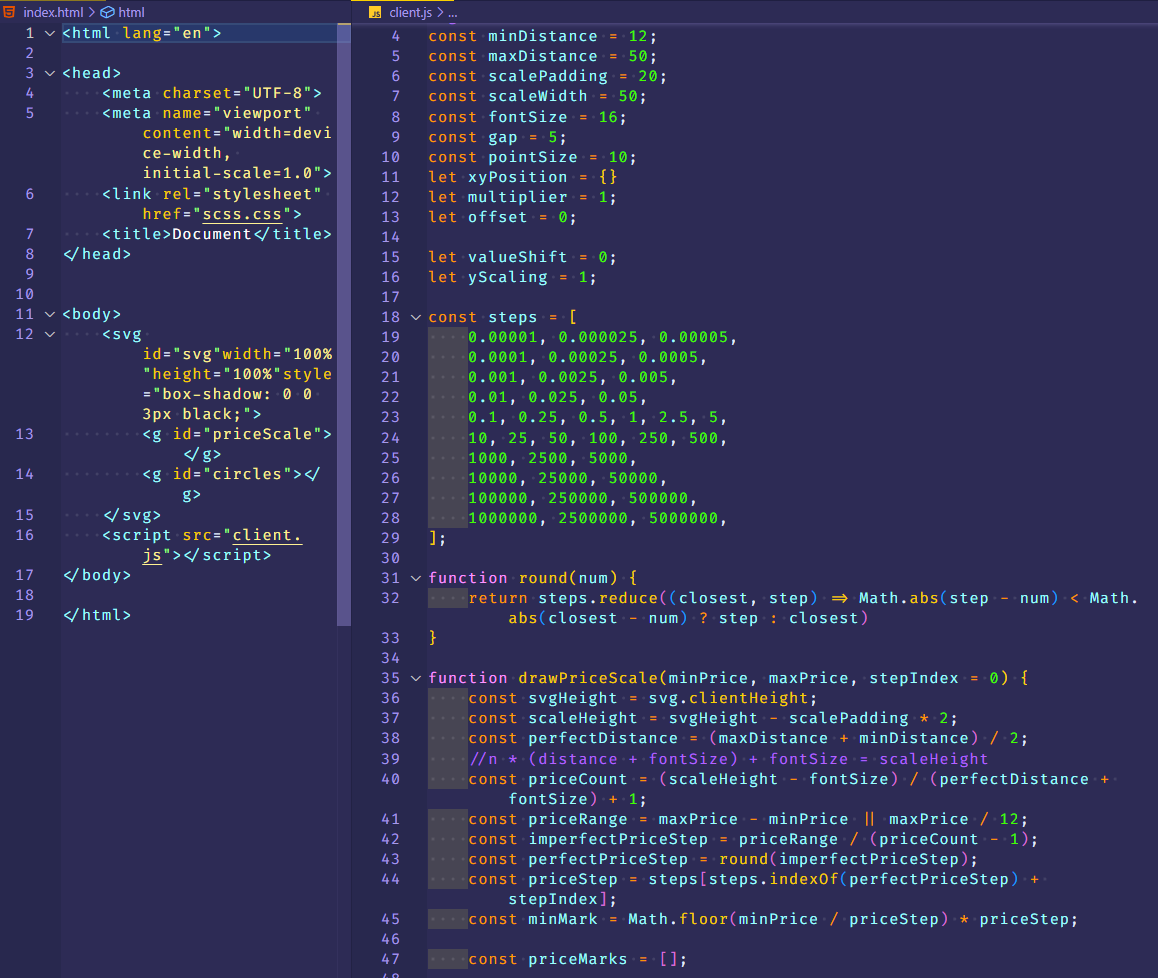 index.html > html
1 <html lang="en">
2
3 <head>
4 <meta charset="UTF-8">
5 <meta name="viewport"
content="width=devi
ce-width,
initial-scale=1.0">
6 <link rel="stylesheet"
href="scss.css">
7 <title>Document</title>
8 </head>
9
10
11 <body>
12 <svg
id="svg"width="100%
"height="100%"style
="box-shadow: 0 0
3px black;">
13 <g id="priceScale">
</g>
14 <g id="circles"></
g>
15 </svg>
16 <script src="client.
js"></script>
17 </body>
18
19 </html>
JS client.js > ...
4 const minDistance = 12;
5 const maxDistance = 50;
6 const scalePadding = 20;
7 const scaleWidth = 50;
8 const fontSize = 16;
9 const gap = 5;
10 const pointSize = 10;
11 let xyPosition = {}
12 let multiplier = 1;
13 let offset = 0;
14
15 let valueShift = 0;
16 let yScaling = 1;
17
18 const steps = [
19 0.00001, 0.000025, 0.00005,
20 0.0001, 0.00025, 0.0005,
21 0.001, 0.0025, 0.005,
22 0.01, 0.025, 0.05,
23 0.1, 0.25, 0.5, 1, 2.5, 5,
24 10, 25, 50, 100, 250, 500,
25 1000, 2500, 5000,
26 10000, 25000, 50000,
27 100000, 250000, 500000,
28 1000000, 2500000, 5000000,
29 ];
30
31 function round(num) {
32 return steps.reduce((closest, step) => Math.abs(step - num) < Math.
abs(closest - num) ? step : closest)
33 }
34
35 function drawPriceScale(minPrice, maxPrice, stepIndex = 0) {
36 const svgHeight = svg.clientHeight;
37 const scaleHeight = svgHeight - scalePadding * 2;
38 const perfectDistance = (maxDistance + minDistance) / 2;
39 //n * (distance + fontSize) + fontSize = scaleHeight
40 const priceCount = (scaleHeight - fontSize) / (perfectDistance +
fontSize) + 1;
41 const priceRange = maxPrice - minPrice || maxPrice / 12;
42 const imperfectPriceStep = priceRange / (priceCount - 1);
43 const perfectPriceStep = round(imperfectPriceStep);
44 const priceStep = steps[steps.indexOf(perfectPriceStep) +
stepIndex];
45 const minMark = Math.floor(minPrice / priceStep) * priceStep;
46
47 const priceMarks = [];
48